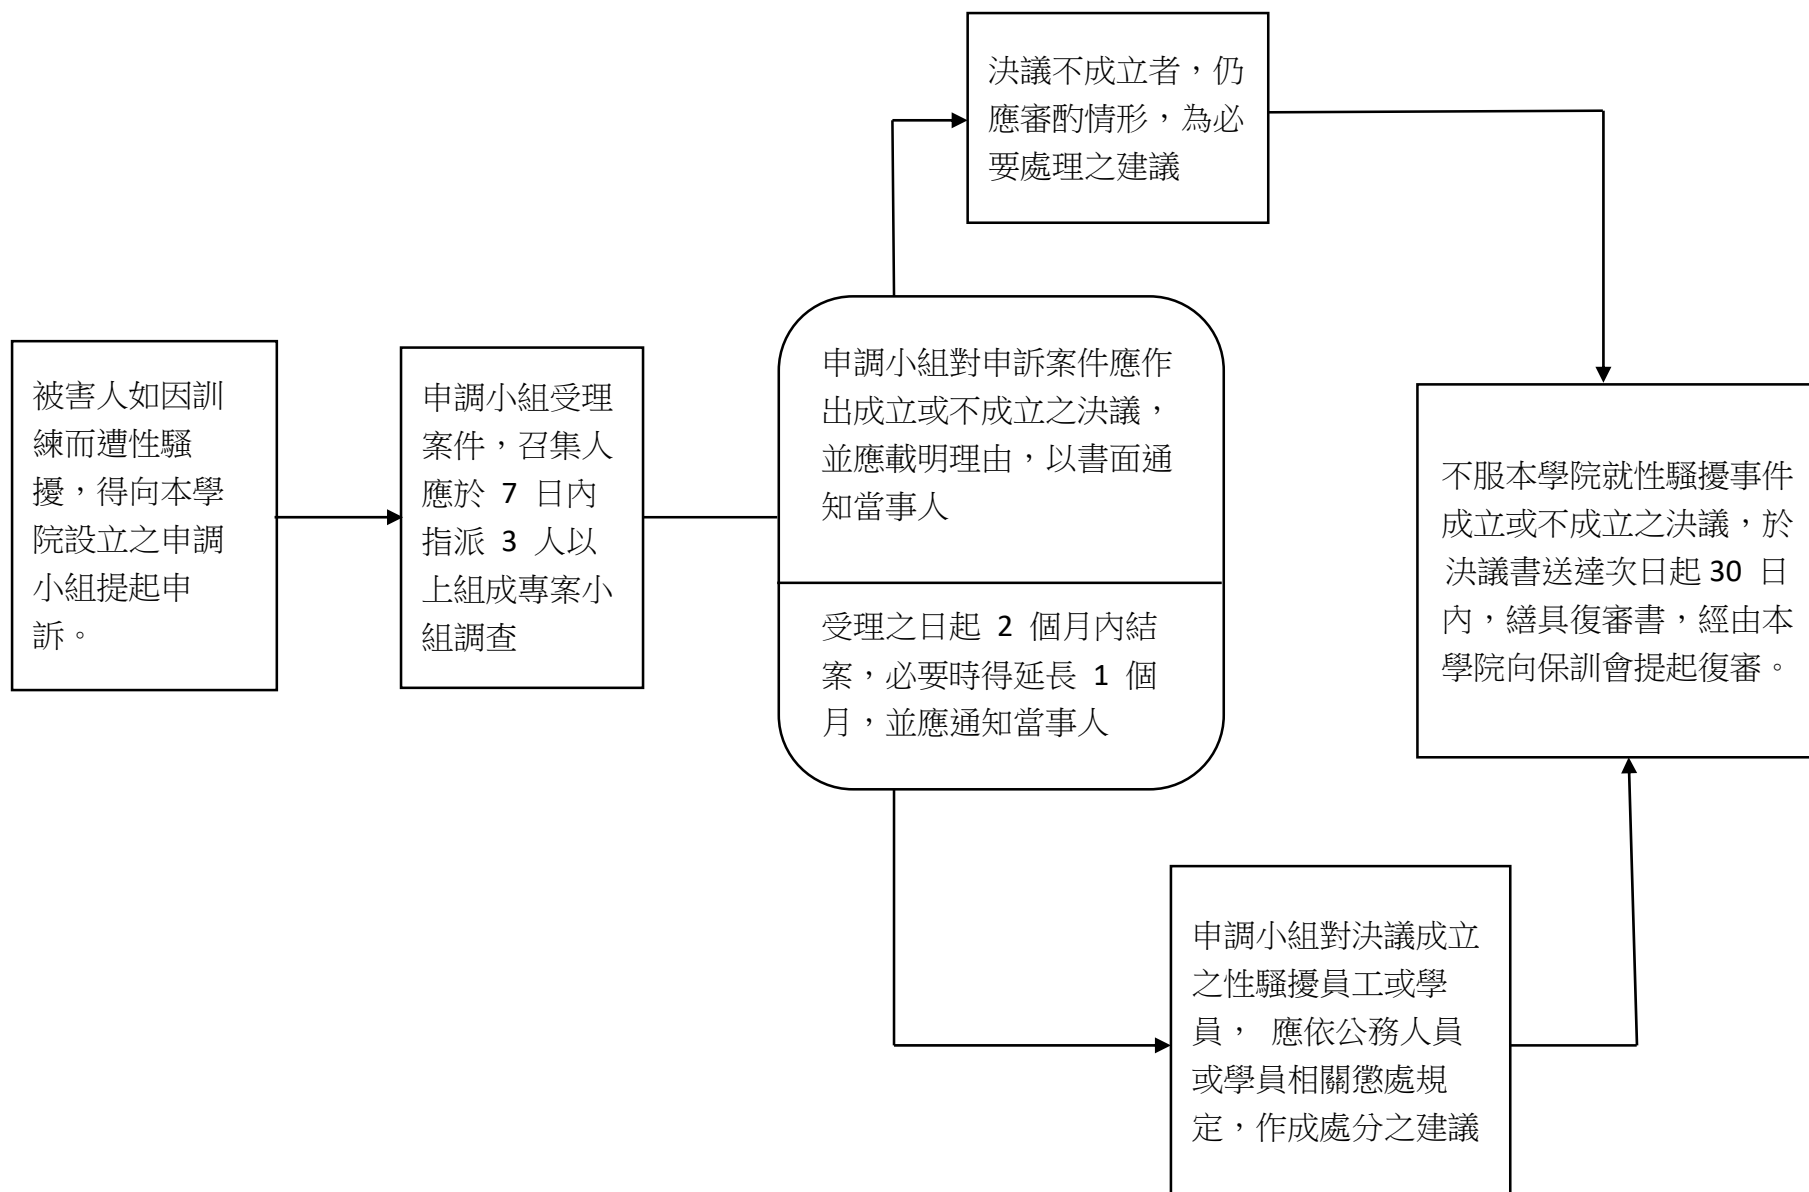 被害人如因訓
練而遭性騷
擾，得向本學
院設立之申調
小組提起申
訴。
申調小組受理
案件，召集人
應於 7 日內
指派 3 人以
上組成專案小
組調查
申調小組對申訴案件應作
出成立或不成立之決議，
並應載明理由，以書面通
知當事人
受理之日起 2 個月內結
案，必要時得延長 1 個
月，並應通知當事人
決議不成立者，仍
應審酌情形，為必
要處理之建議
申調小組對決議成立
之性騷擾員工或學
員， 應依公務人員
或學員相關懲處規
定，作成處分之建議
不服本學院就性騷擾事件
成立或不成立之決議，於
決議書送達次日起 30 日
內，繕具復審書，經由本
學院向保訓會提起復審。